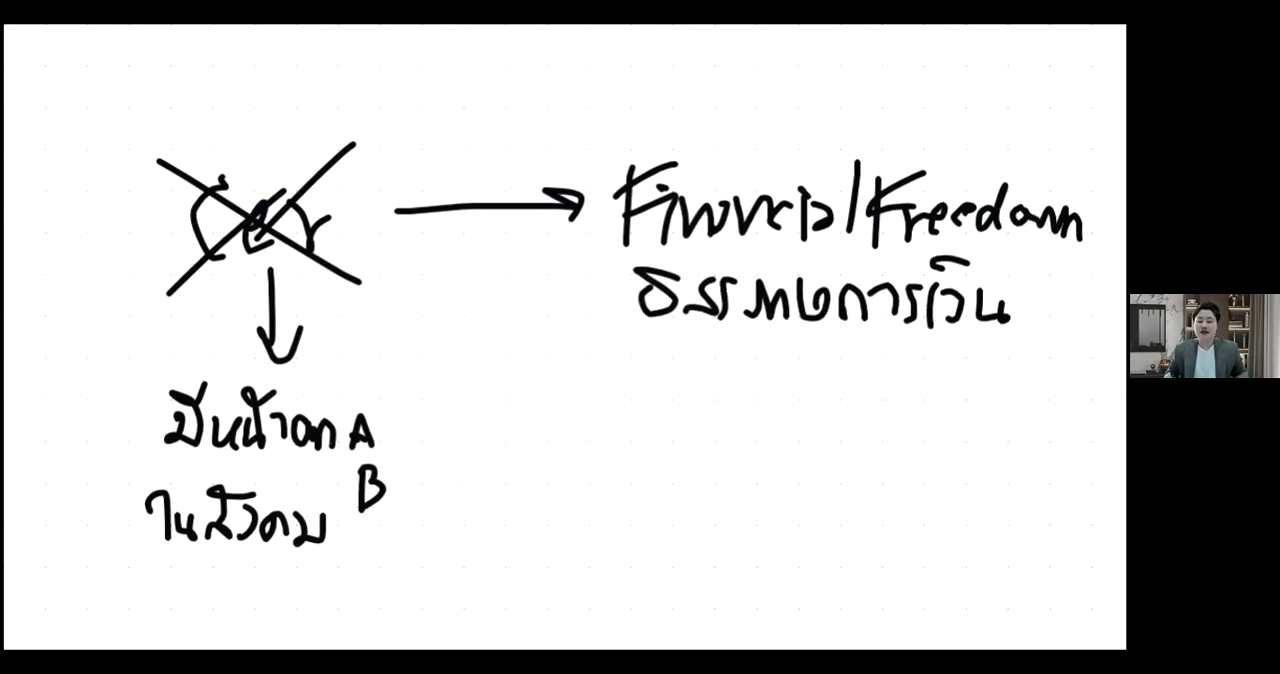 Financial/Freedom
อิสรภาพการเงิน
มีหน้าตา A
B
ในสังคม